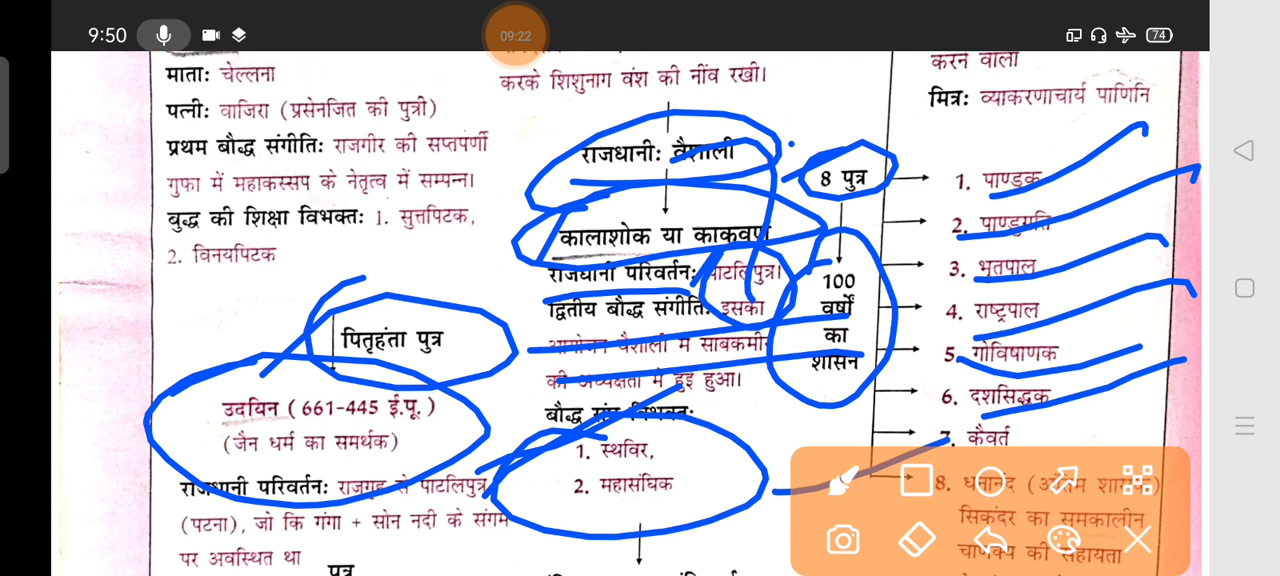 9:50
09:22
74
माताः चेल्लना
पत्नीः वाजिरा (प्रसेनजित की पुत्री)
प्रथम बौद्ध संगीतिः राजगीर की सप्तपर्णी
गुफा में महाकस्सप के नेतृत्व में सम्पन्न।
बुद्ध की शिक्षा विभक्तः 1. सुत्तपिटक,
2. विनयपिटक
पितृहंता पुत्र
उदयिन (661-445 ई.पू.)
(जैन धर्म का समर्थक)
राजधानी परिवर्तनः राजगृह से पाटलिपुत्र
(पटना), जो कि गंगा + सोन नदी के संगम
पर अवस्थित था
पुत्र
करके शिशुनाग वंश की नींव रखी।
राजधानीः वैशाली
कालाशोक या काकवर्ण
राजधानी परिवर्तनः पाटलिपुत्र।
द्वितीय बौद्ध संगीतिः इसका
आयोजन वैशाली में साबकमीर
की अध्यक्षता में हुई हुआ।
बौद्ध संघ विभक्तः
1. स्थविर,
2. महासंघिक
8 पुत्र
100
वर्षों
का
शासन
करने वाला
मित्रः व्याकरणाचार्य पाणिनि
1. पाण्डुक
2. पाण्डुगति
3. भूतपाल
4. राष्ट्रपाल
5. गोविषाणक
6. दशसिद्धक
7. कैवर्त
8. धनानंद (अंतिम शासक)
सिकंदर का समकालीन
चाणक्य की सहायता